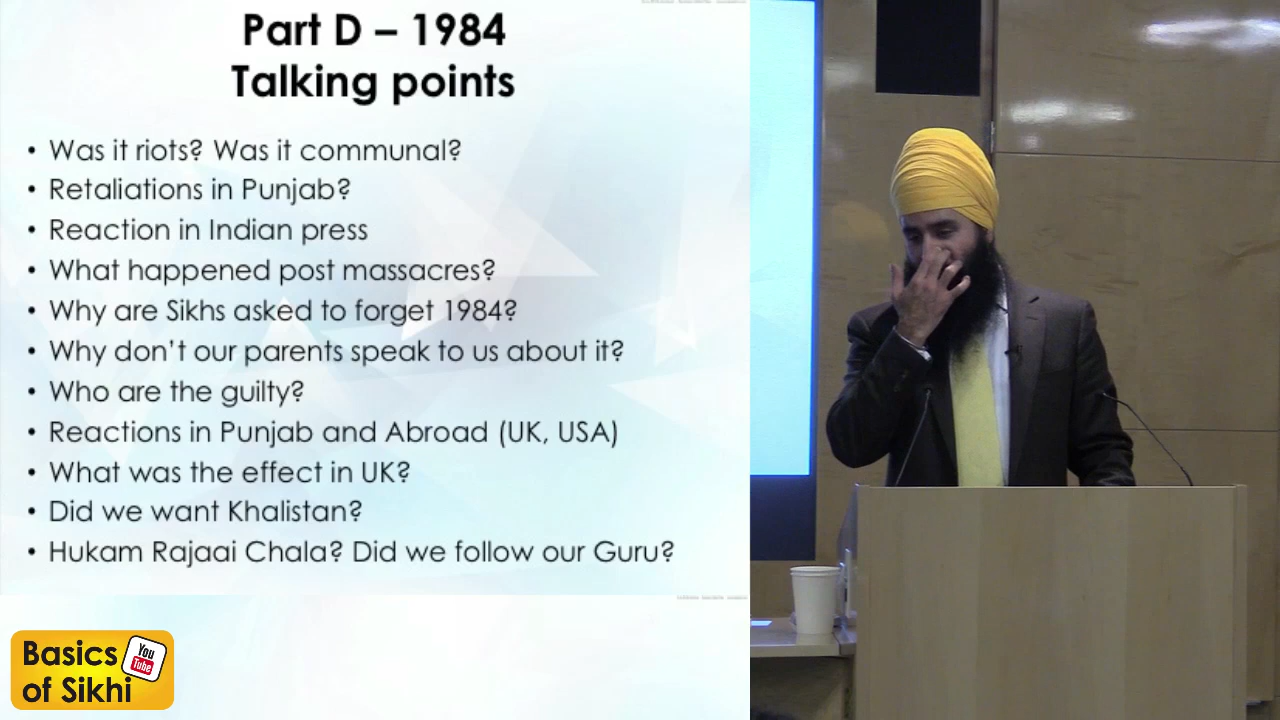 Part D – 1984
Talking points
• Was it riots? Was it communal?
• Retaliations in Punjab?
• Reaction in Indian press
• What happened post massacres?
• Why are Sikhs asked to forget 1984?
• Why don’t our parents speak to us about it?
• Who are the guilty?
• Reactions in Punjab and Abroad (UK, USA)
• What was the effect in UK?
• Did we want Khalistan?
• Hukam Rajaai Chala? Did we follow our Guru?
Basics
of Sikhi
You
Tube